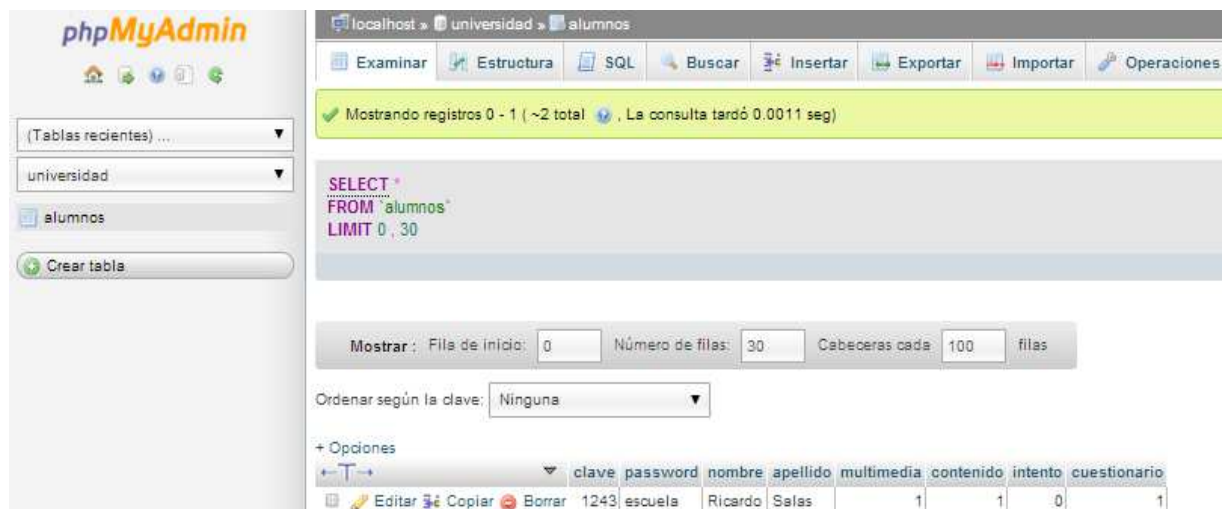 phpMyAdmin
(Tablas recientes) ...
universidad
alumnos
Crear tabla
localhost » universidad » alumnos
Examinar Estructura SQL Buscar Insertar Exportar Importar Operaciones
Mostrando registros 0 - 1 ( ~2 total , La consulta tardó 0.0011 seg)
SELECT *
FROM `alumnos`
LIMIT 0 , 30
Mostrar : Fila de inicio: 0 Número de filas: 30 Cabeceras cada 100 filas
Ordenar según la clave: Ninguna
+ Opciones
←T→ clave password nombre apellido multimedia contenido intento cuestionario
Editar Copiar Borrar 1243 escuela Ricardo Salas 1 1 0 1